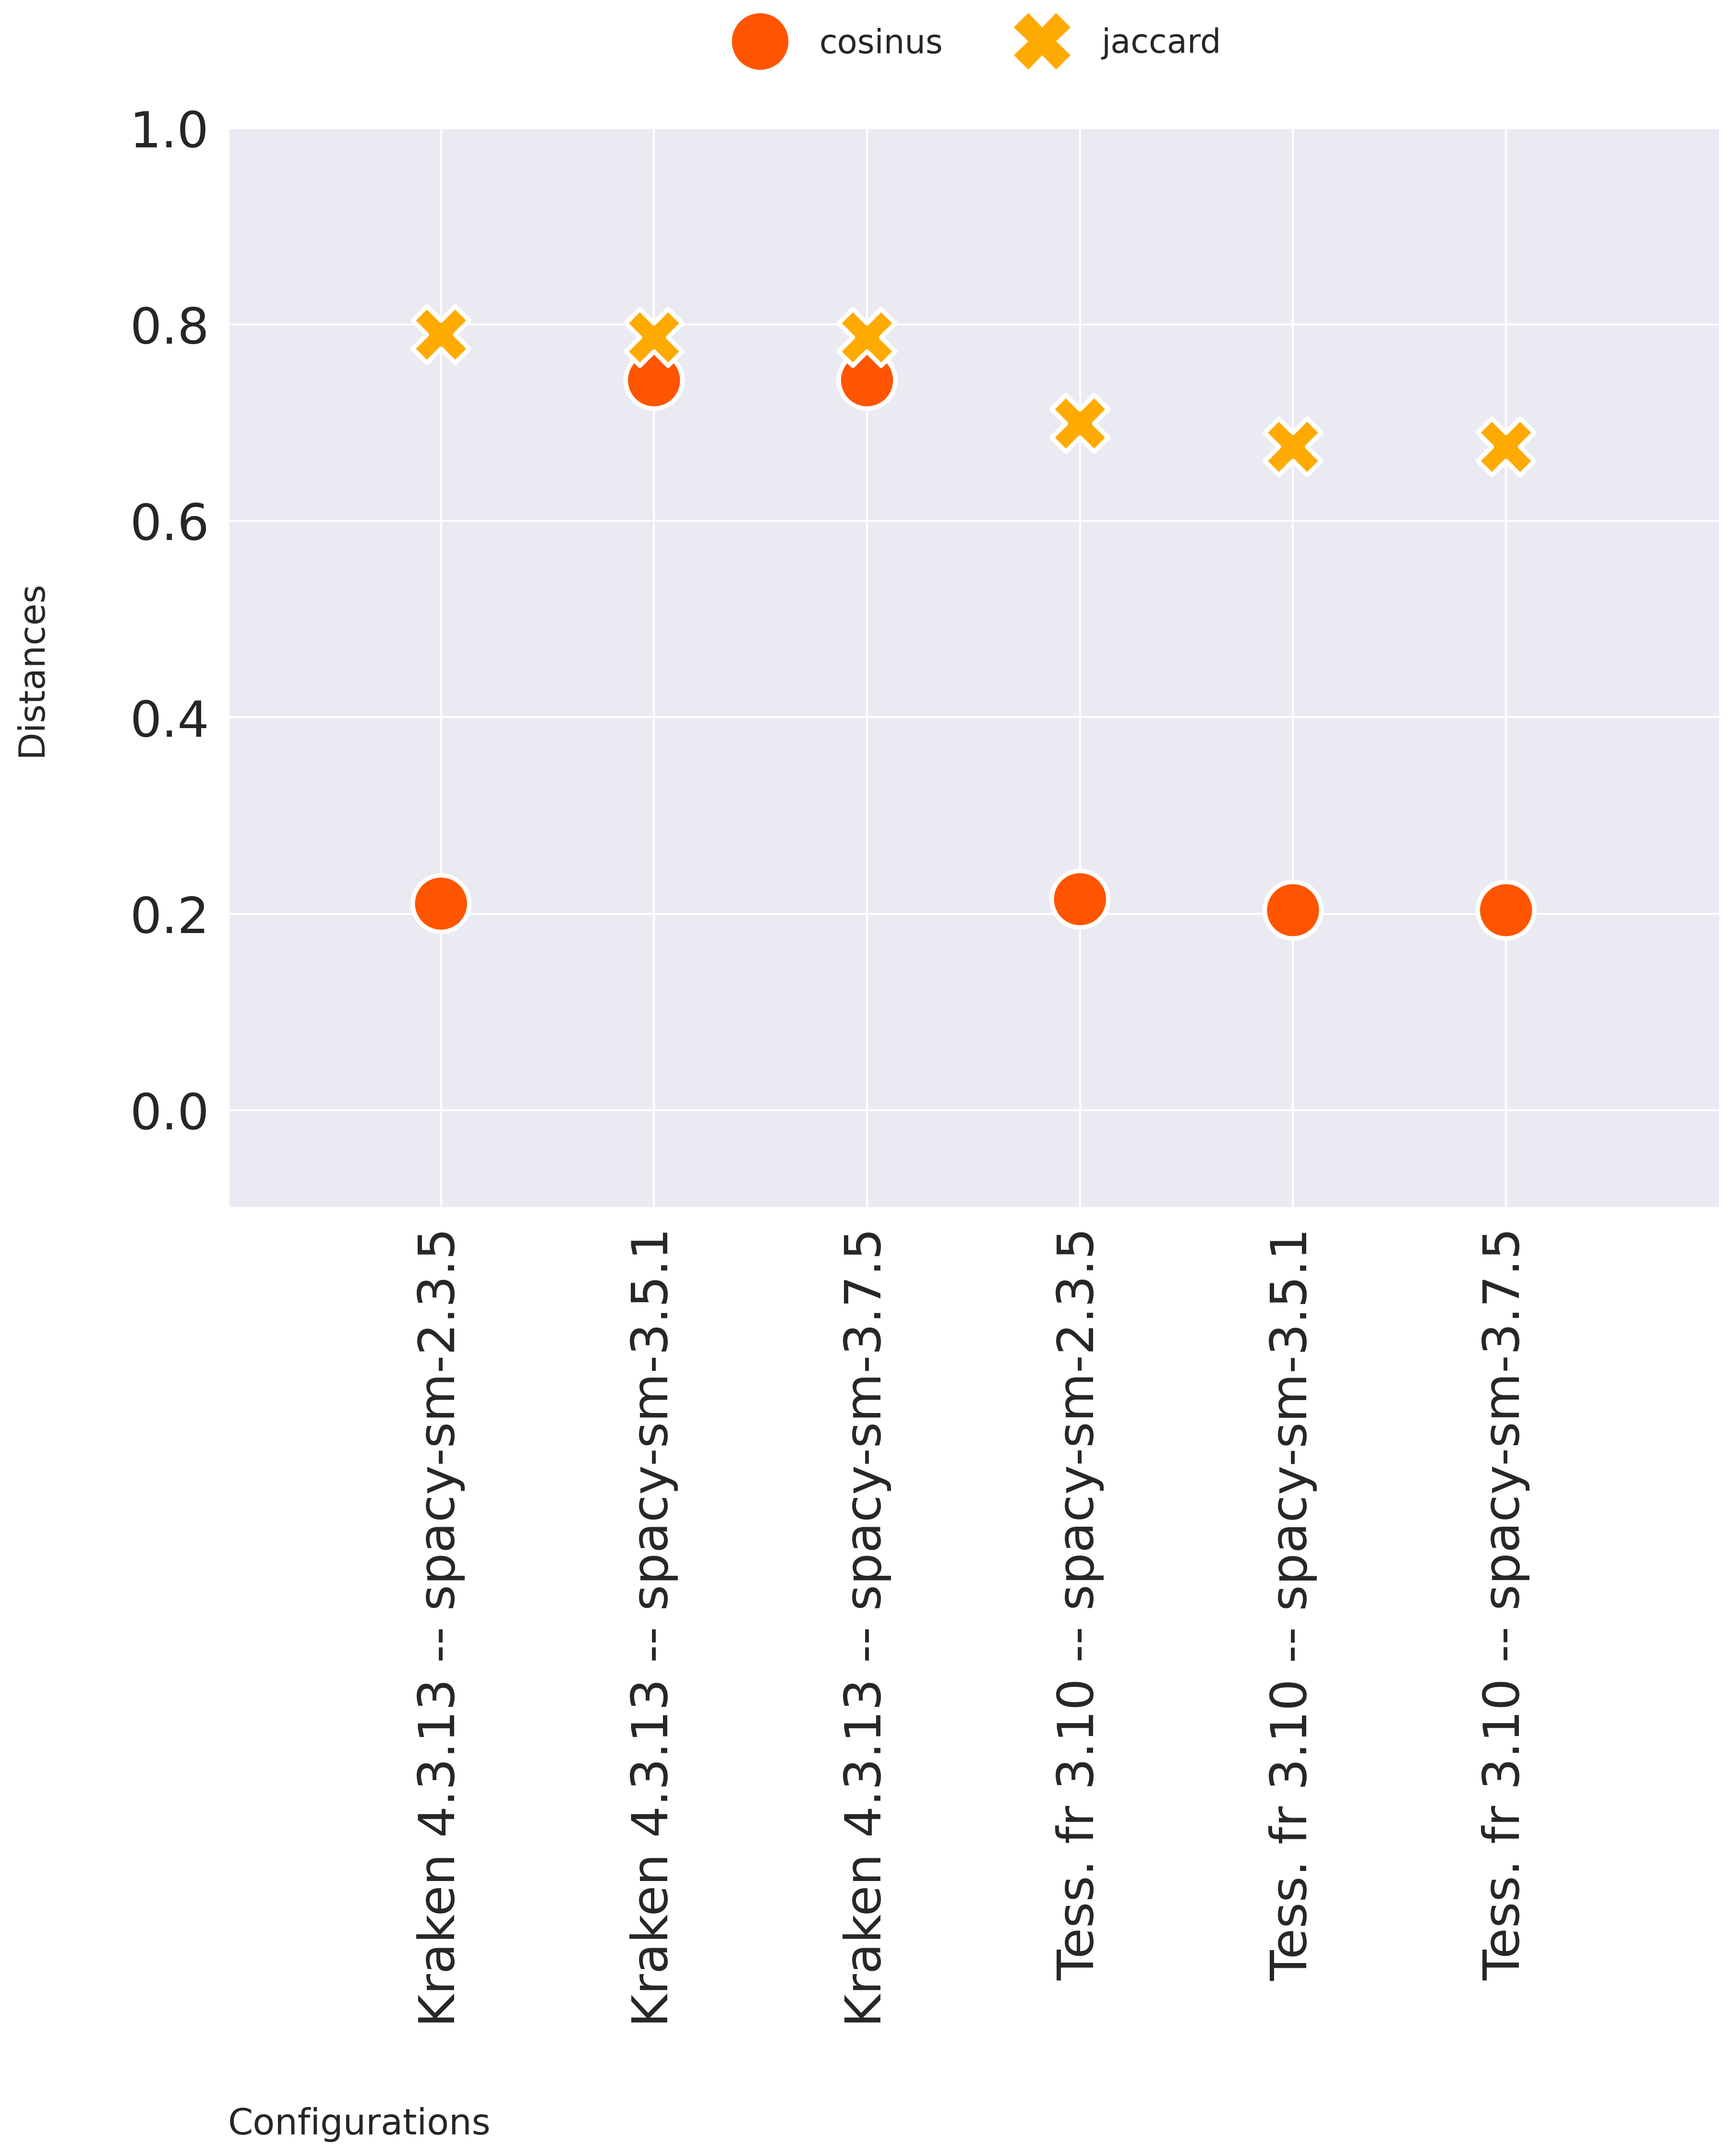 cosinus jaccard
1.0
0.8
0.6
0.4
0.2
0.0
Distances
Kraken 4.3.13 -- spacy-sm-2.3.5
Kraken 4.3.13 -- spacy-sm-3.5.1
Kraken 4.3.13 -- spacy-sm-3.7.5
Tess. fr 3.10 -- spacy-sm-2.3.5
Tess. fr 3.10 -- spacy-sm-3.5.1
Tess. fr 3.10 -- spacy-sm-3.7.5
Configurations